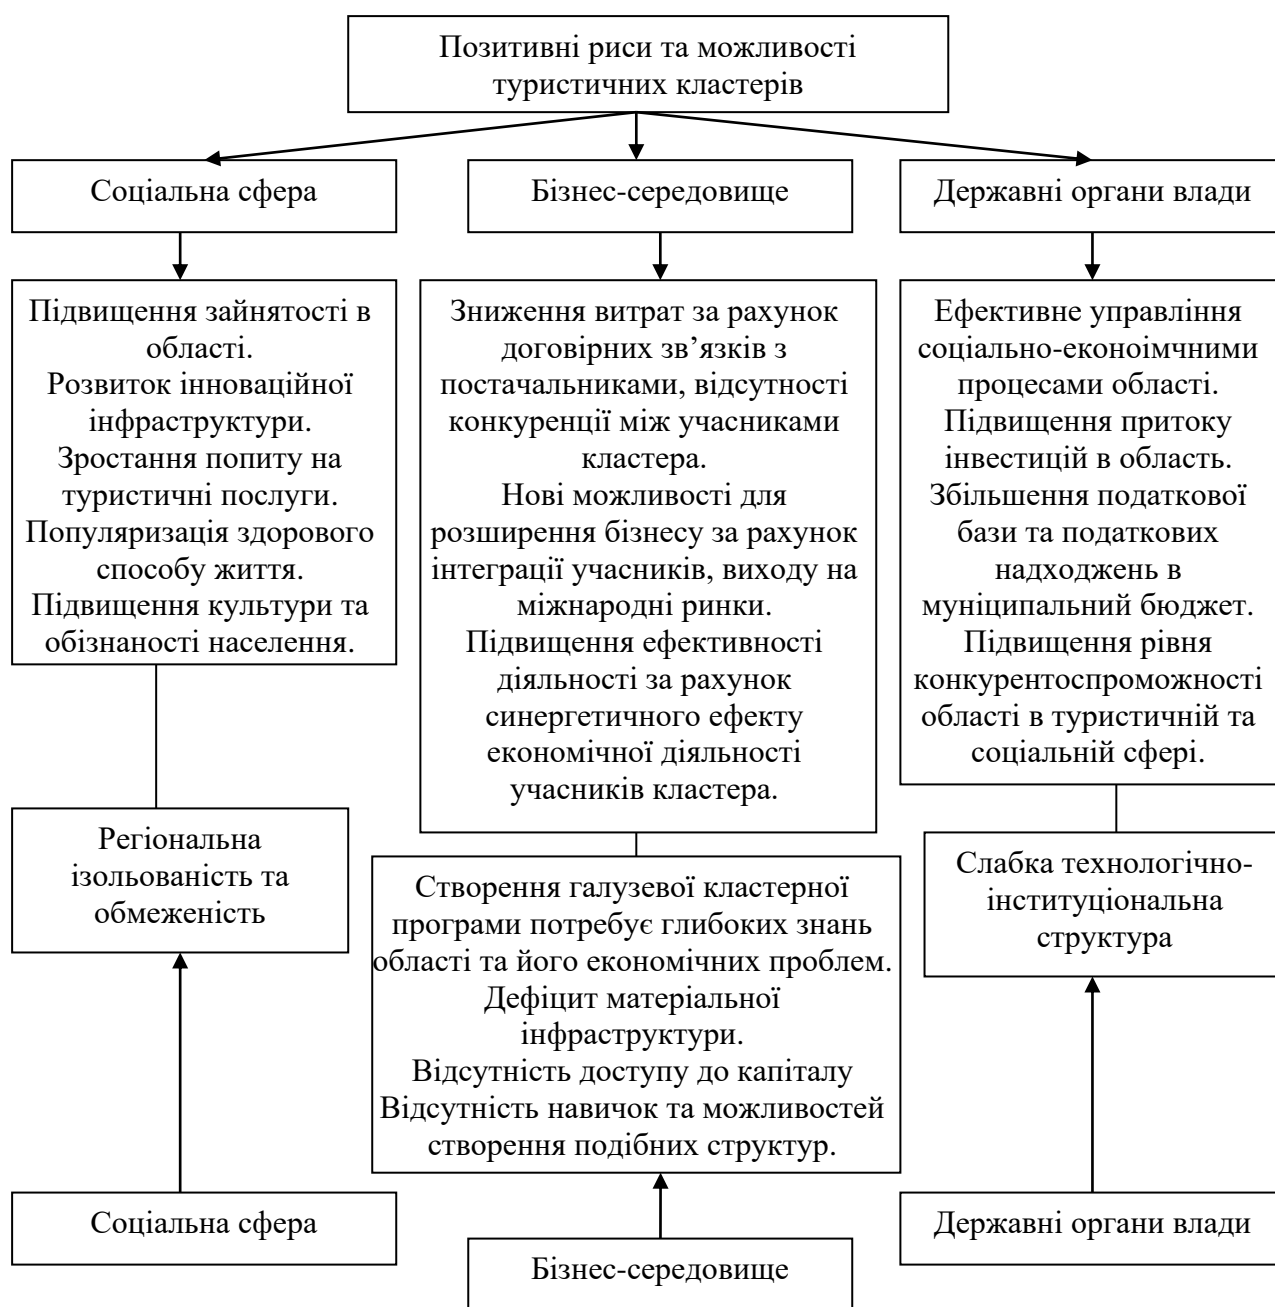 Позитивні риси та можливості
туристичних кластерів
Соціальна сфера
Бізнес-середовище
Державні органи влади
Підвищення зайнятості в
області.
Розвиток інноваційної
інфраструктури.
Зростання попиту на
туристичні послуги.
Популяризація здорового
способу життя.
Підвищення культури та
обізнаності населення.
Зниження витрат за рахунок
договірних зв’язків з
постачальниками, відсутності
конкуренції між учасниками
кластера.
Нові можливості для
розширення бізнесу за рахунок
інтеграції учасників, виходу на
міжнародні ринки.
Підвищення ефективності
діяльності за рахунок
синергетичного ефекту
економічної діяльності
учасників кластера.
Ефективне управління
соціально-економічними
процесами області.
Підвищення притоку
інвестицій в область.
Збільшення податкової
бази та податкових
надходжень в
муніципальний бюджет.
Підвищення рівня
конкурентоспроможності
області в туристичній та
соціальній сфері.
Регіональна
ізольованість та
обмеженість
Створення галузевої кластерної
програми потребує глибоких знань
області та його економічних проблем.
Дефіцит матеріальної
інфраструктури.
Відсутність доступу до капіталу
Відсутність навичок та можливостей
створення подібних структур.
Слабка технологічно-
інституціональна
структура
Соціальна сфера
Бізнес-середовище
Державні органи влади